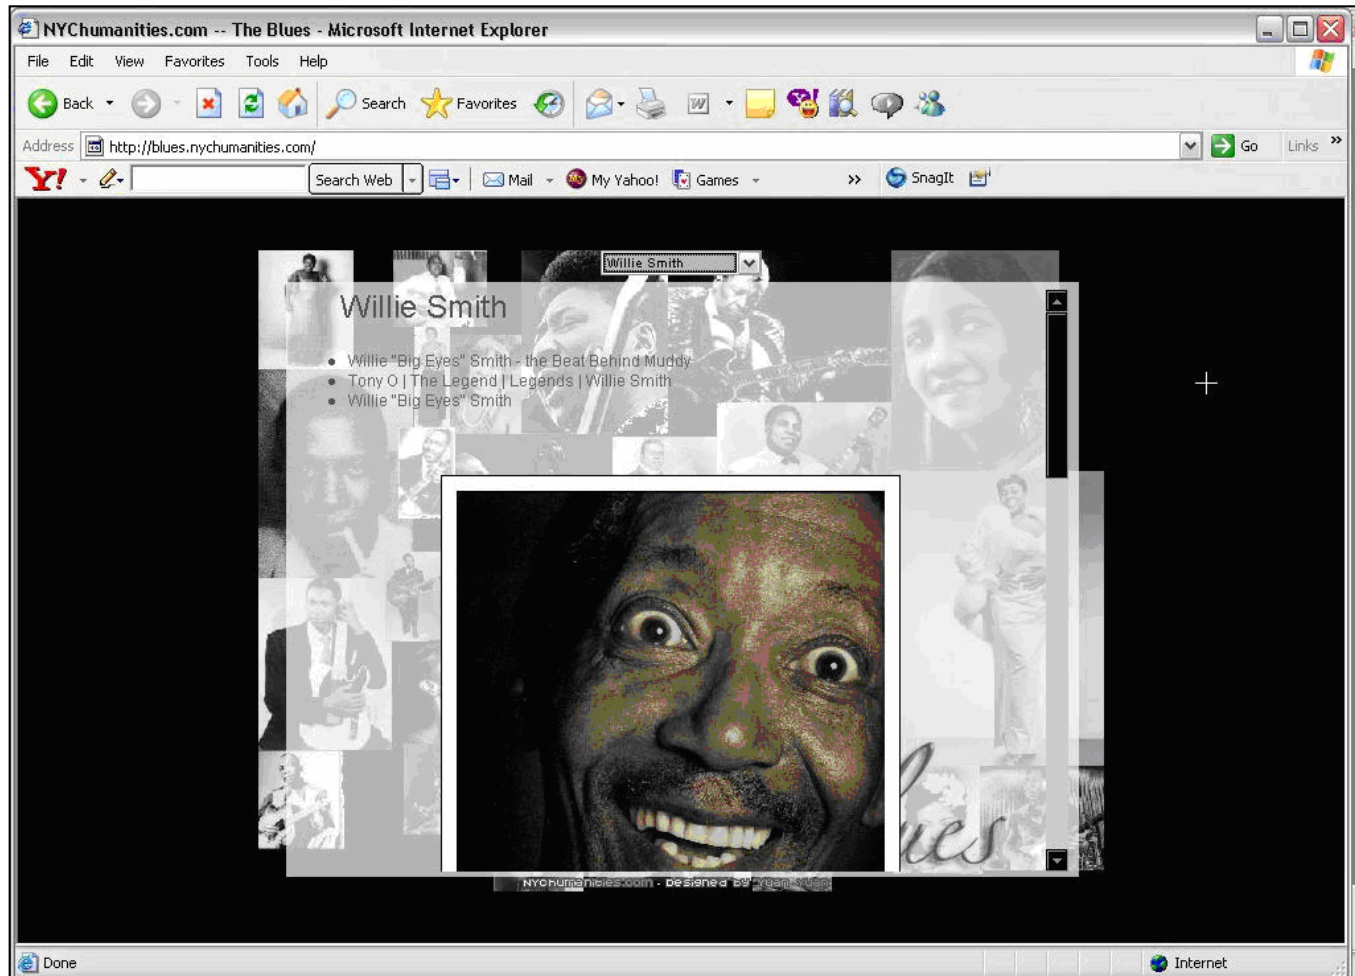 NYChumanities.com -- The Blues - Microsoft Internet Explorer
File Edit View Favorites Tools Help
Back Search Favorites
Address http://blues.nychumanities.com/ Go Links »
Y! Search Web Mail My Yahoo! Games » SnagIt
Willie Smith
Willie Smith
Willie "Big Eyes" Smith - the Beat Behind Muddy
Tony O | The Legend | Legends | Willie Smith
Willie "Big Eyes" Smith
NYChumanities.com - Designed by Yuan Yuan
Done Internet